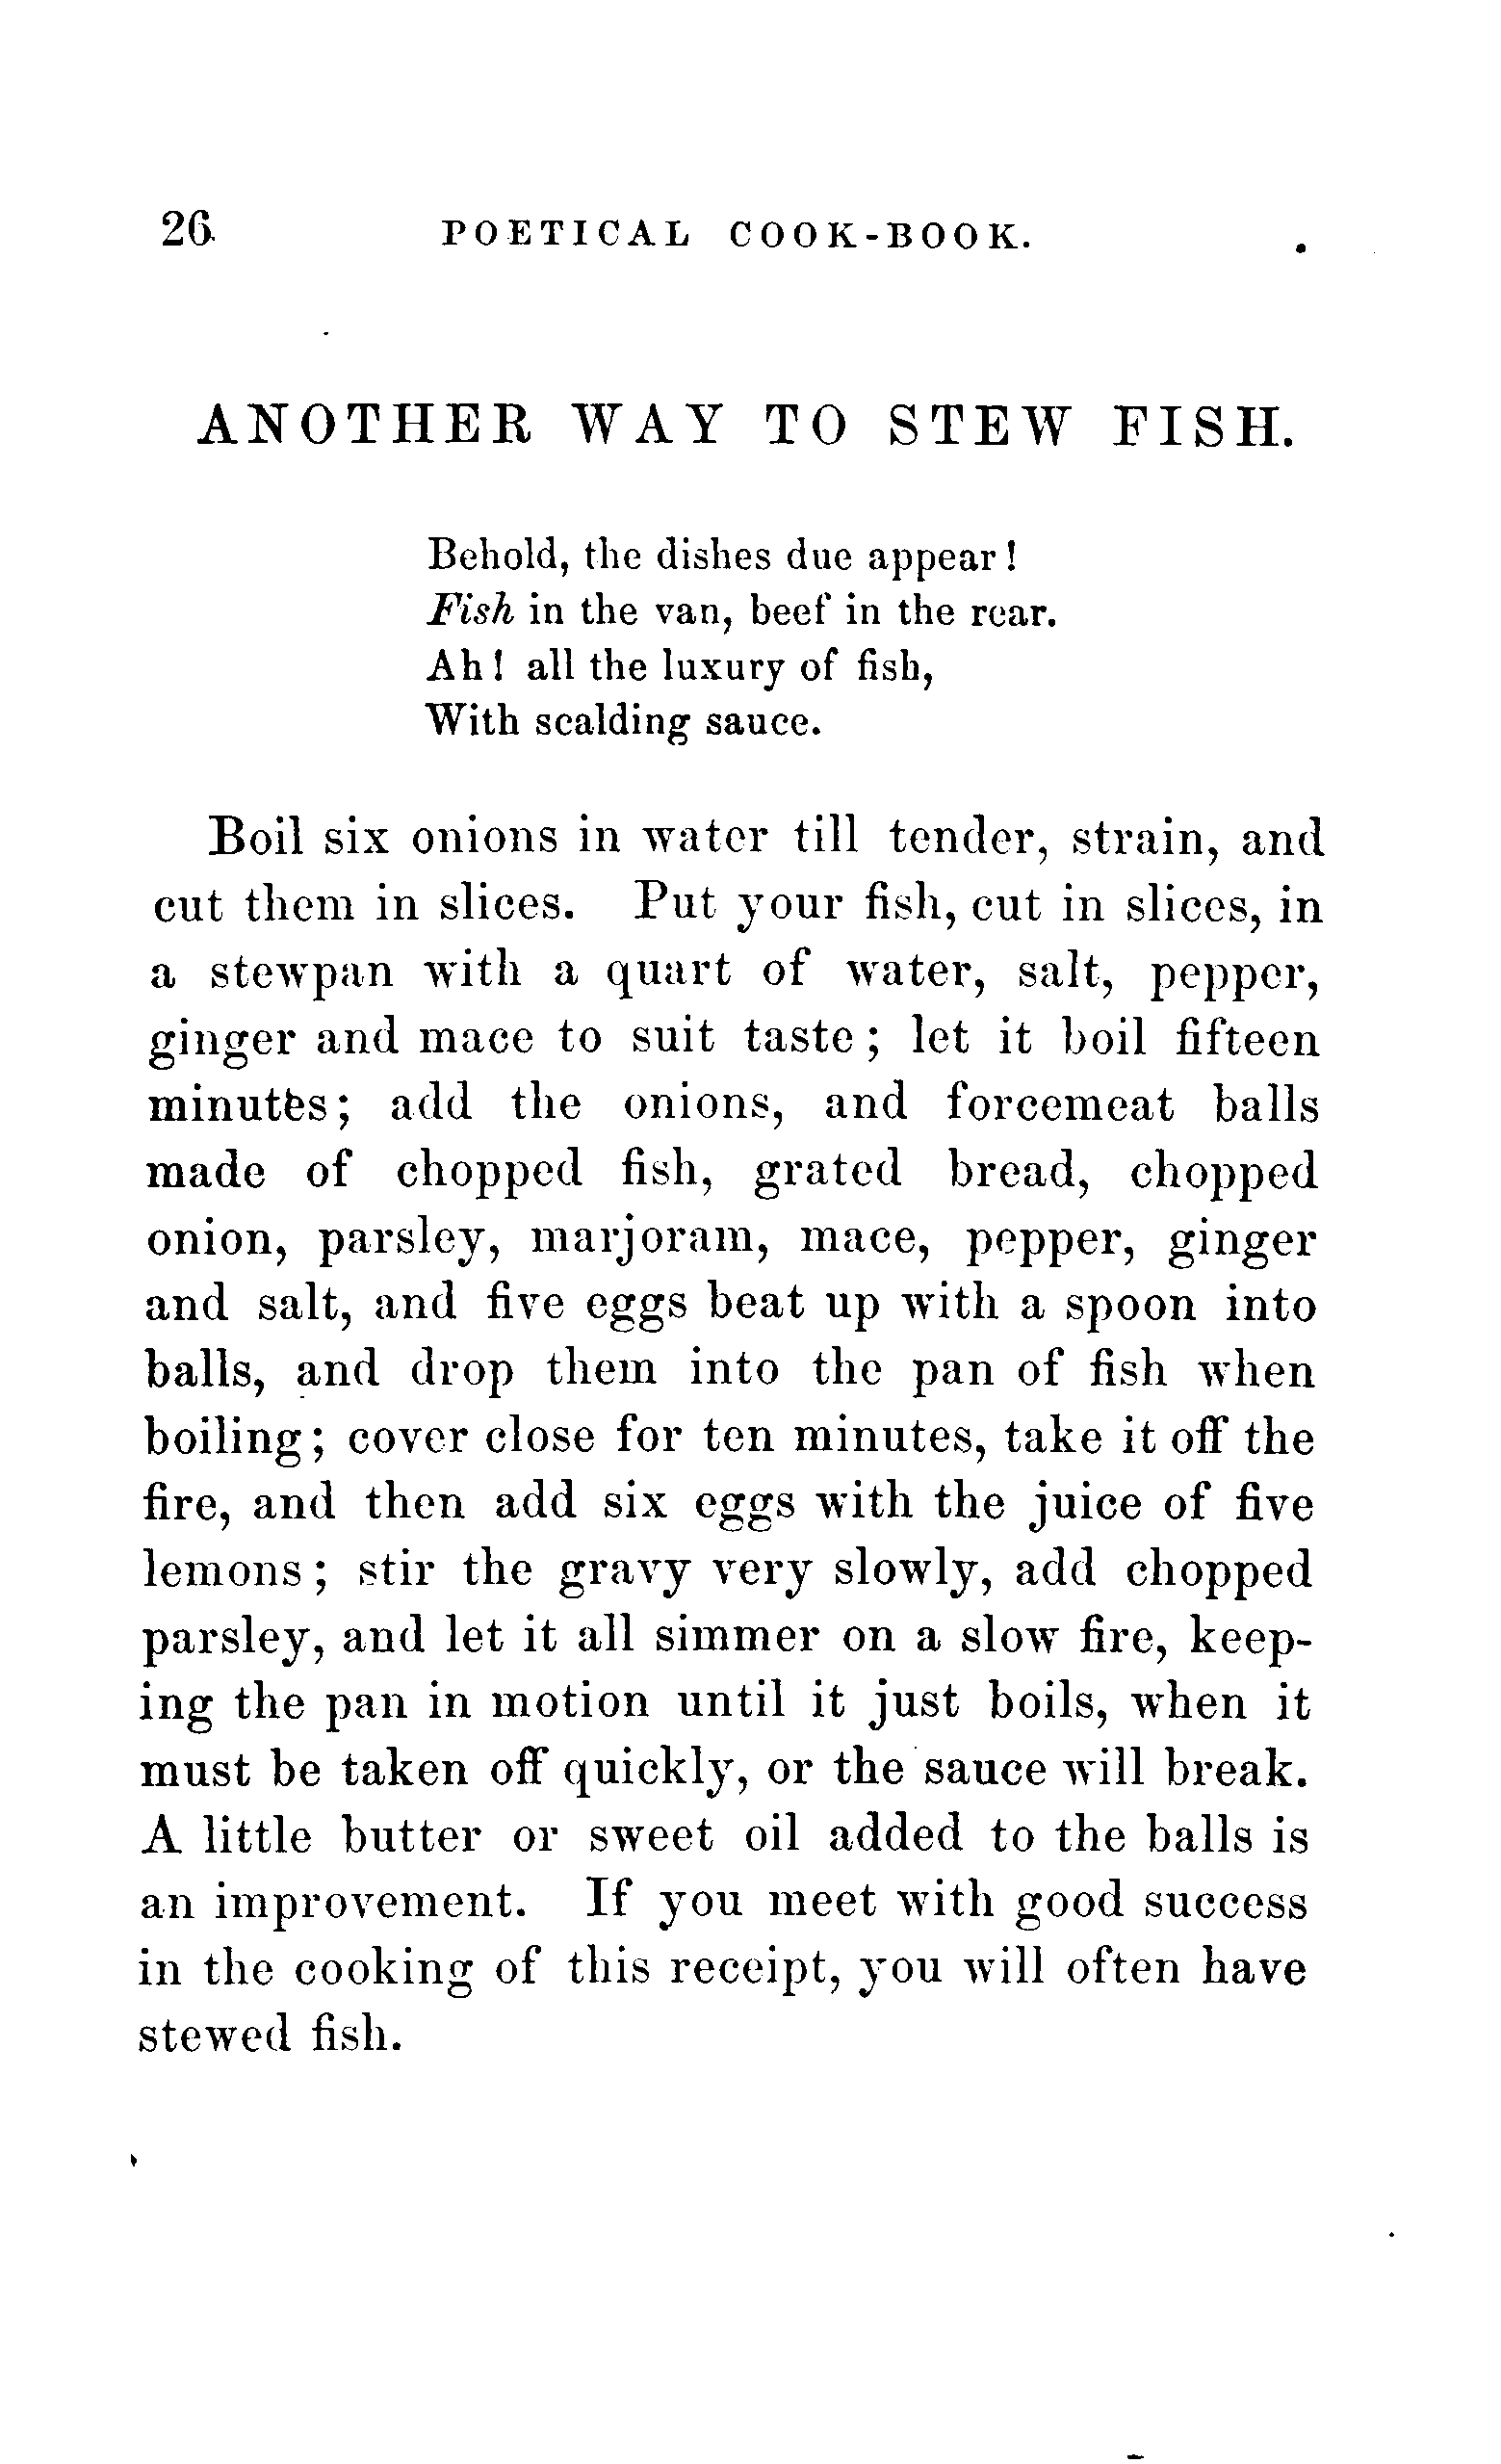 26 POETICAL COOK-BOOK.
ANOTHER WAY TO STEW FISH.
Behold, the dishes due appear!
Fish in the van, beef in the rear.
Ah! all the luxury of fish,
With scalding sauce.
Boil six onions in water till tender, strain, and
cut them in slices. Put your fish, cut in slices, in
a stewpan with a quart of water, salt, pepper,
ginger and mace to suit taste; let it boil fifteen
minutes; add the onions, and forcemeat balls
made of chopped fish, grated bread, chopped
onion, parsley, marjoram, mace, pepper, ginger
and salt, and five eggs beat up with a spoon into
balls, and drop them into the pan of fish when
boiling; cover close for ten minutes, take it off the
fire, and then add six eggs with the juice of five
lemons; stir the gravy very slowly, add chopped
parsley, and let it all simmer on a slow fire, keep-
ing the pan in motion until it just boils, when it
must be taken off quickly, or the sauce will break.
A little butter or sweet oil added to the balls is
an improvement. If you meet with good success
in the cooking of this receipt, you will often have
stewed fish.